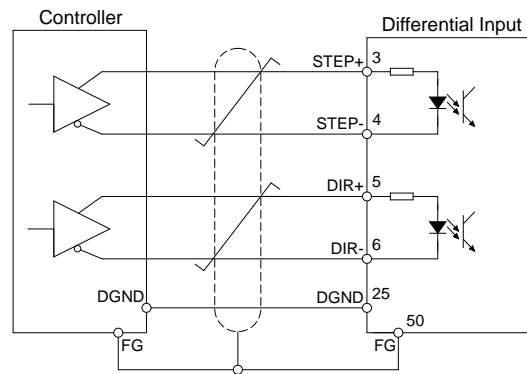 Controller
Differential Input
STEP+ 3
STEP- 4
DIR+ 5
DIR- 6
DGND
DGND 25
FG
FG 50